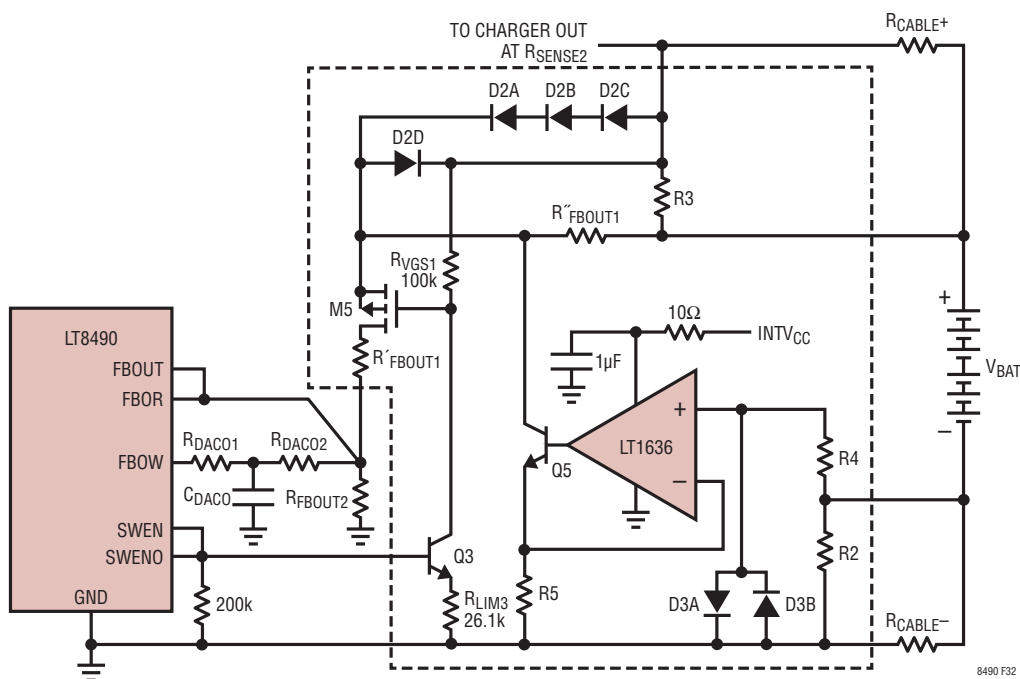 TO CHARGER OUT
AT RSENSE2
RCABLE+
D2A
D2B
D2C
D2D
R3
R˝FBOUT1
RVGS1
100k
M5
10Ω
INTVCC
1µF
R´FBOUT1
LT8490
FBOUT
FBOR
FBOW
SWEN
SWENO
GND
RDACO1
RDACO2
CDACO
RFBOUT2
200k
Q3
RLIM3
26.1k
Q5
LT1636
+
–
R5
D3A
D3B
R4
R2
+
VBAT
–
RCABLE–
8490 F32